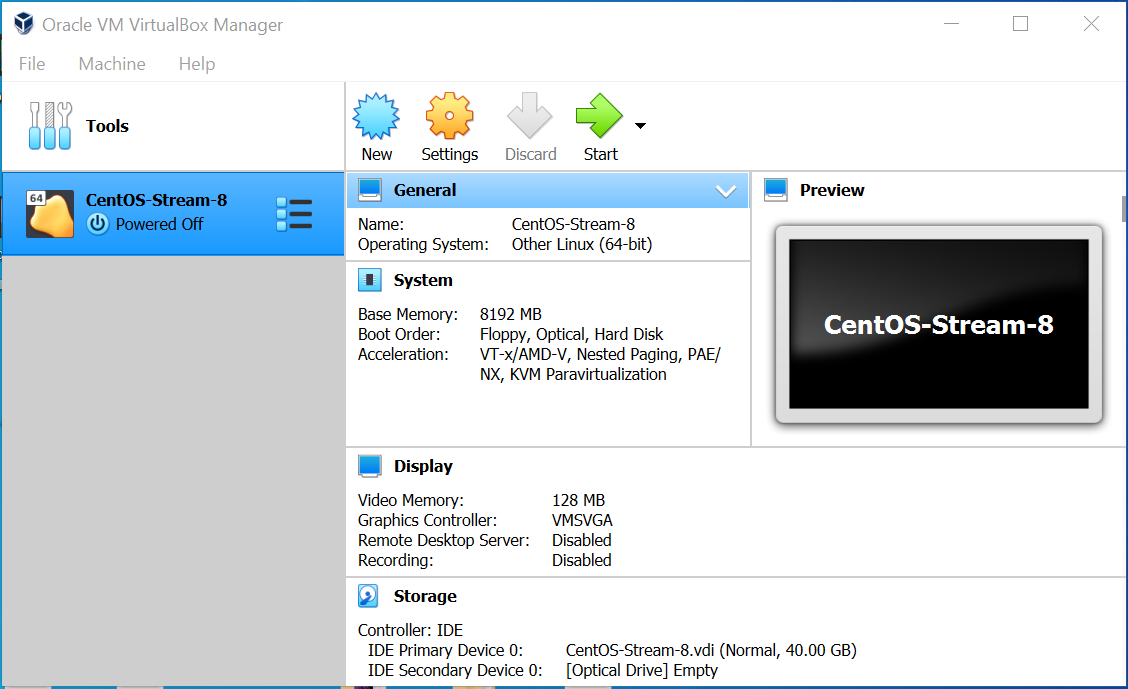 Oracle VM VirtualBox Manager
File Machine Help
Tools
New Settings Discard Start
64
CentOS-Stream-8
Powered Off
General
Name: CentOS-Stream-8
Operating System: Other Linux (64-bit)
System
Base Memory: 8192 MB
Boot Order: Floppy, Optical, Hard Disk
Acceleration: VT-x/AMD-V, Nested Paging, PAE/
NX, KVM Paravirtualization
Preview
CentOS-Stream-8
Display
Video Memory: 128 MB
Graphics Controller: VMSVGA
Remote Desktop Server: Disabled
Recording: Disabled
Storage
Controller: IDE
IDE Primary Device 0: CentOS-Stream-8.vdi (Normal, 40.00 GB)
IDE Secondary Device 0: [Optical Drive] Empty